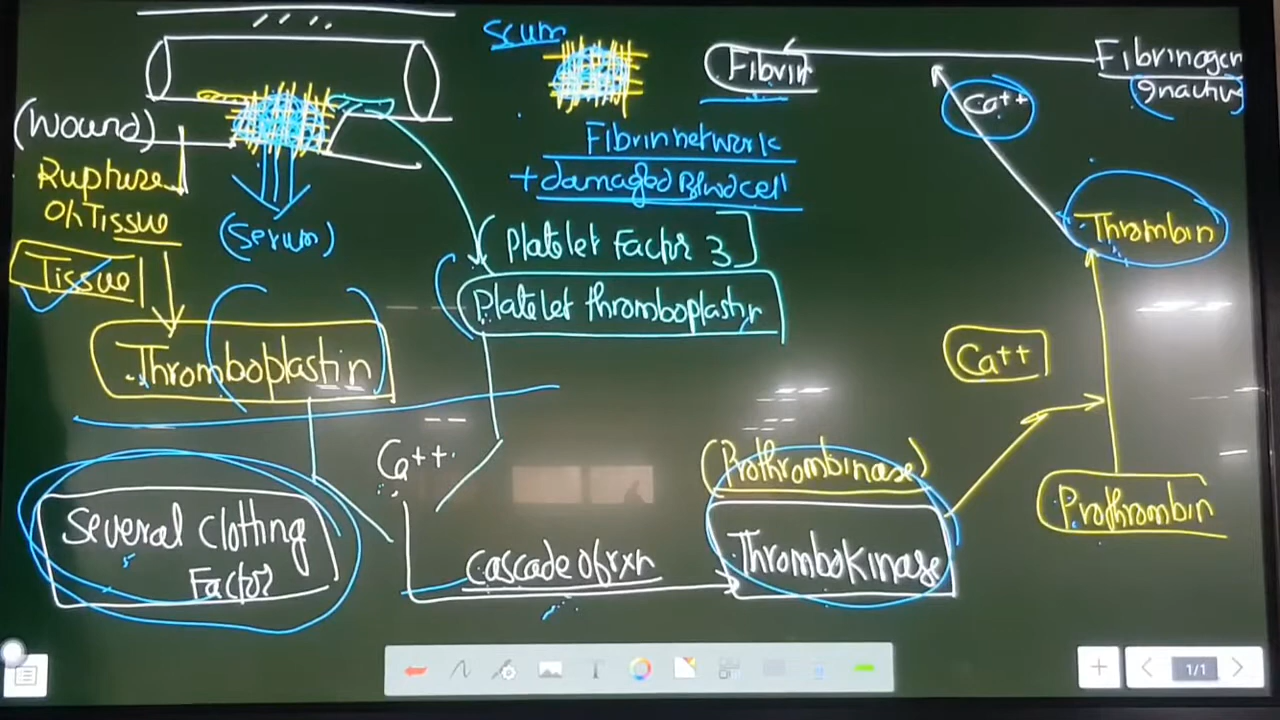 Scum
Fibrin
Fibrinogen
Inactive
Ca++
(Wound)
Fibrin network
+ damaged Blood cell
Rupture
Of Tissue
(Serum)
Thrombin
(Platelet Factor 3)
Tissue
Platelet thromboplastin
Thromboplastin
Ca++
Ca++
(Prothrombinase)
Prothrombin
Several Clotting
Factor
Cascade of rxn
Thrombokinase
1/1